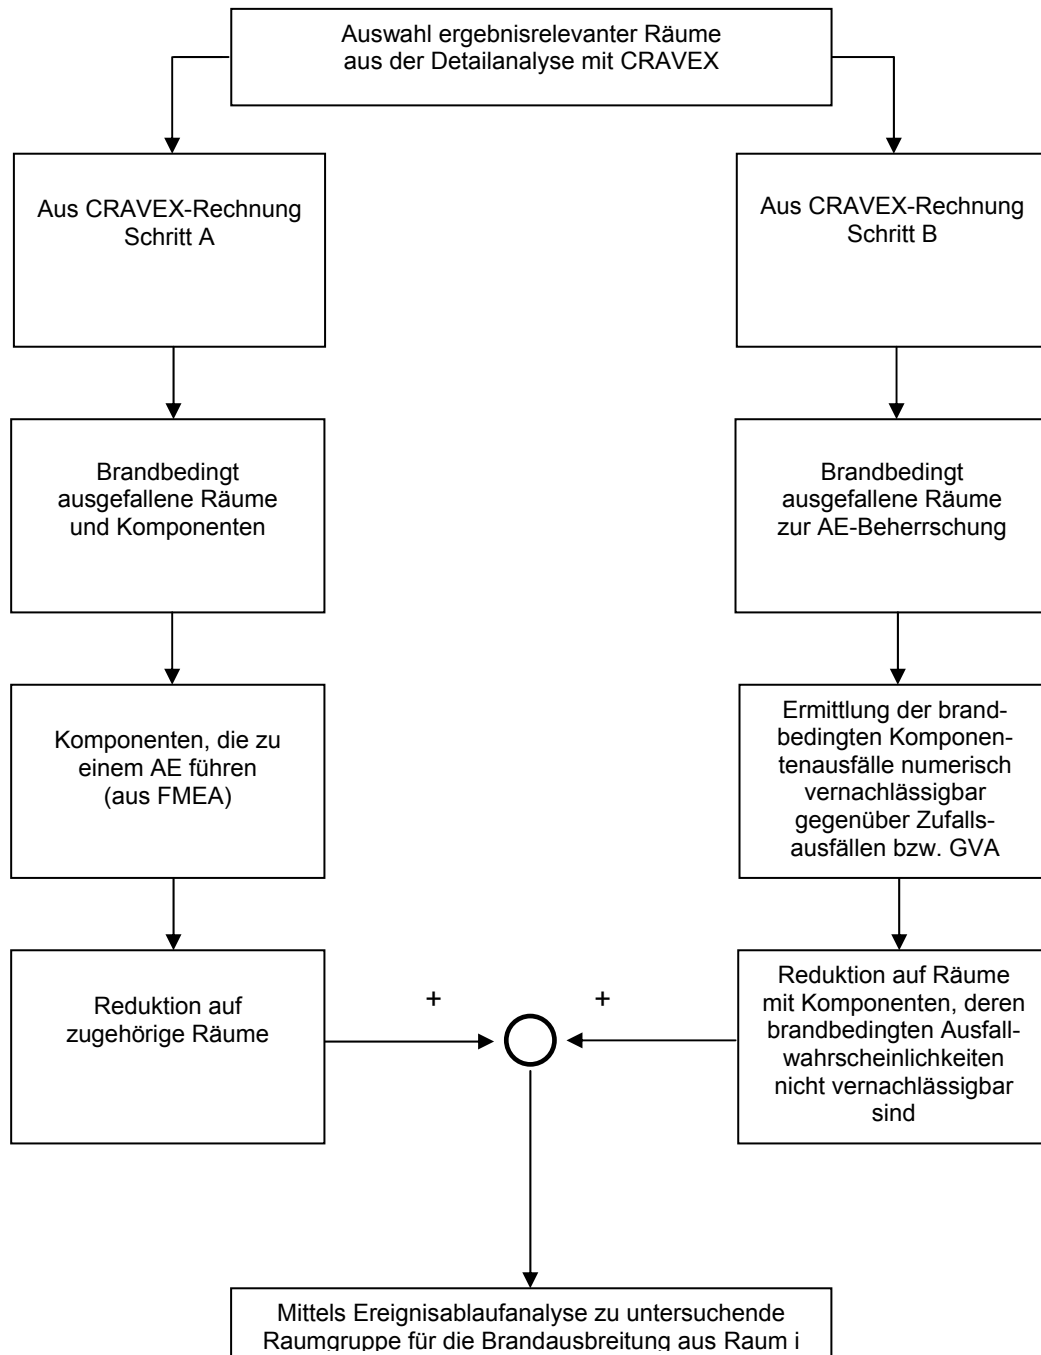 Auswahl ergebnisrelevanter Räume
aus der Detailanalyse mit CRAVEX
Aus CRAVEX-Rechnung
Schritt A
Aus CRAVEX-Rechnung
Schritt B
Brandbedingt
ausgefallene Räume
und Komponenten
Brandbedingt
ausgefallene Räume
zur AE-Beherrschung
Komponenten, die zu
einem AE führen
(aus FMEA)
Ermittlung der brand-
bedingten Komponen-
tenausfälle numerisch
vernachlässigbar
gegenüber Zufalls-
ausfällen bzw. GVA
Reduktion auf
zugehörige Räume
+
+
Reduktion auf Räume
mit Komponenten, deren
brandbedingten Ausfall-
wahrscheinlichkeiten
nicht vernachlässigbar
sind
Mittels Ereignisablaufanalyse zu untersuchende
Raumgruppe für die Brandausbreitung aus Raum i